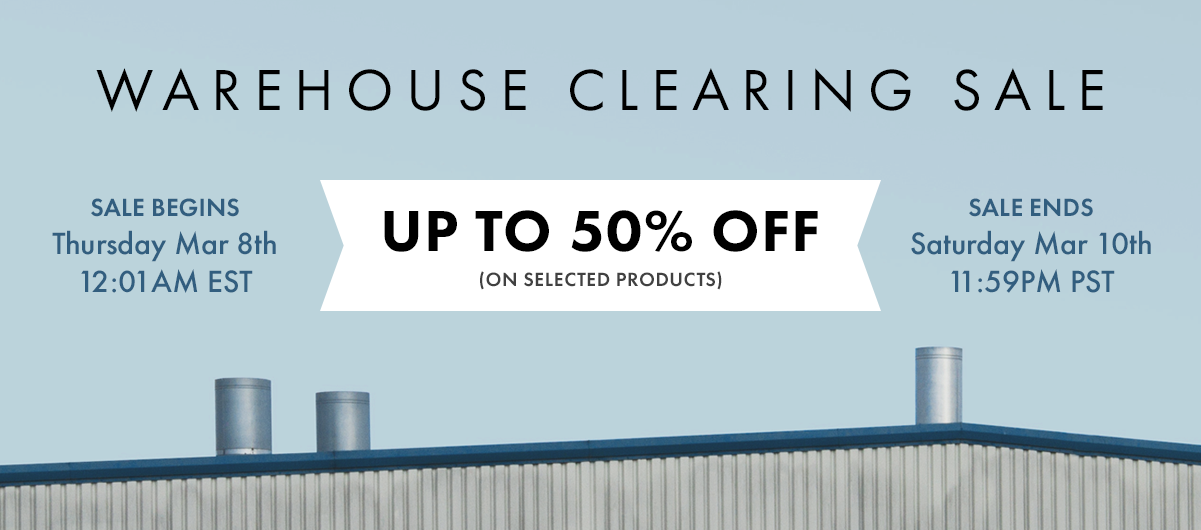 WAREHOUSE CLEARING SALE
SALE BEGINS
Thursday Mar 8th
12:01AM EST
UP TO 50% OFF
(ON SELECTED PRODUCTS)
SALE ENDS
Saturday Mar 10th
11:59PM PST